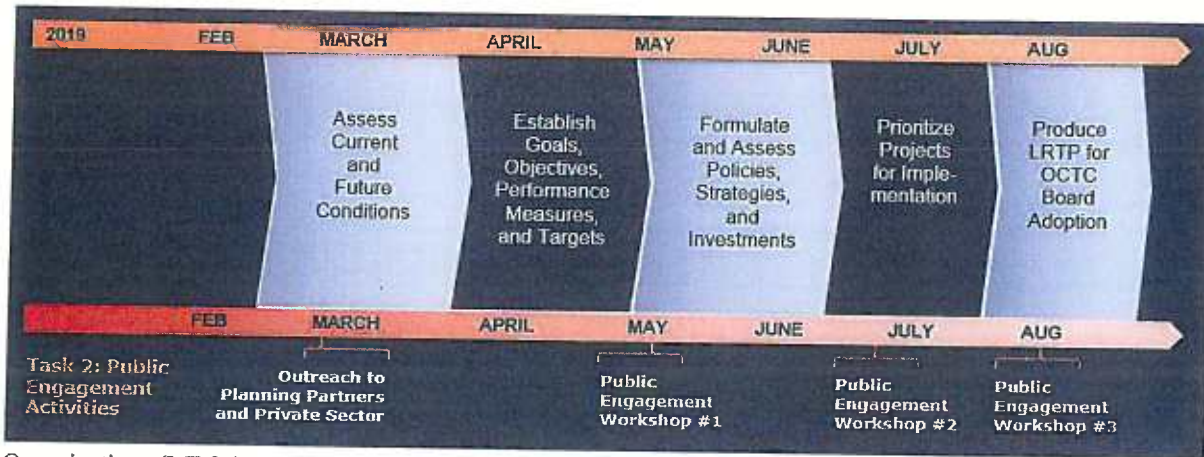 2019 FEB MARCH APRIL MAY JUNE JULY AUG
Assess
Current
and
Future
Conditions
Establish
Goals,
Objectives,
Performance
Measures,
and Targets
Formulate
and Assess
Policies,
Strategies,
and
Investments
Prioritize
Projects
for Imple-
mentation
Produce
LRTP for
OCTC
Board
Adoption
FEB MARCH APRIL MAY JUNE JULY AUG
Task 2: Public
Engagement
Activities
Outreach to
Planning Partners
and Private Sector
Public
Engagement
Workshop #1
Public
Engagement
Workshop #2
Public
Engagement
Workshop #3